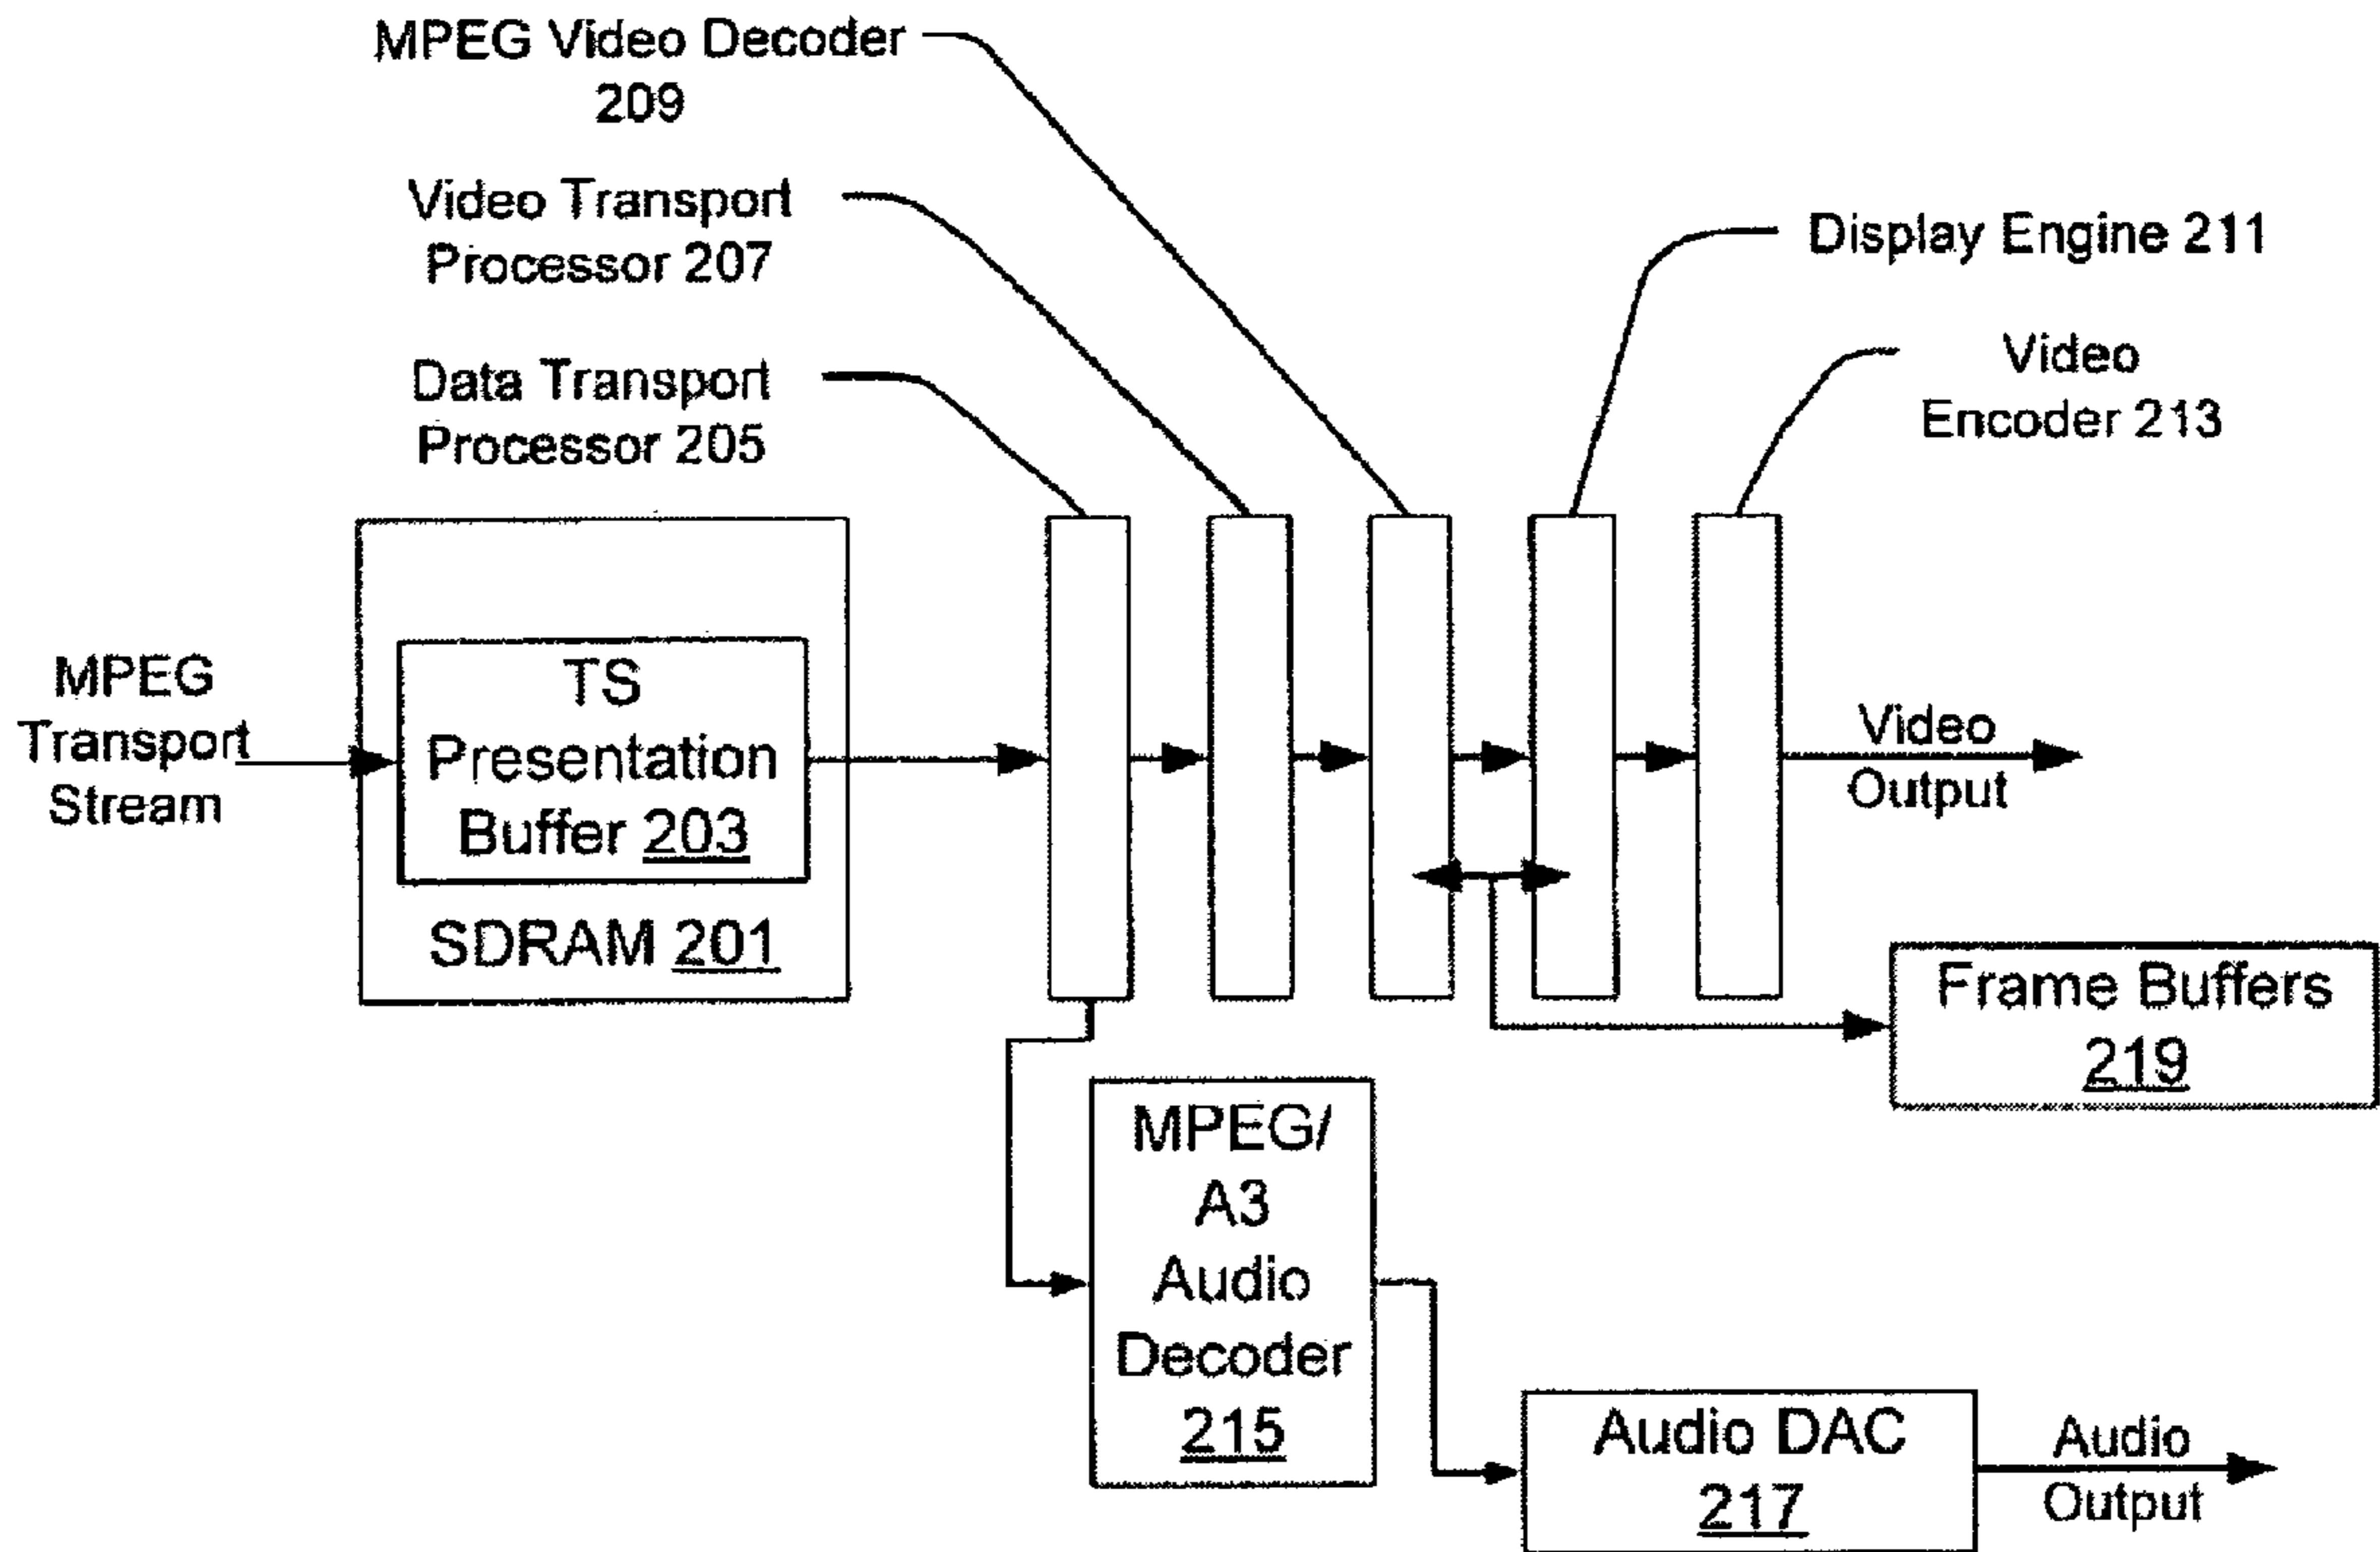 MPEG Video Decoder
209
Video Transport
Processor 207
Data Transport
Processor 205
Display Engine 211
Video
Encoder 213
MPEG
Transport
Stream
TS
Presentation
Buffer 203
SDRAM 201
Video
Output
Frame Buffers
219
MPEG/
A3
Audio
Decoder
215
Audio DAC
217
Audio
Output